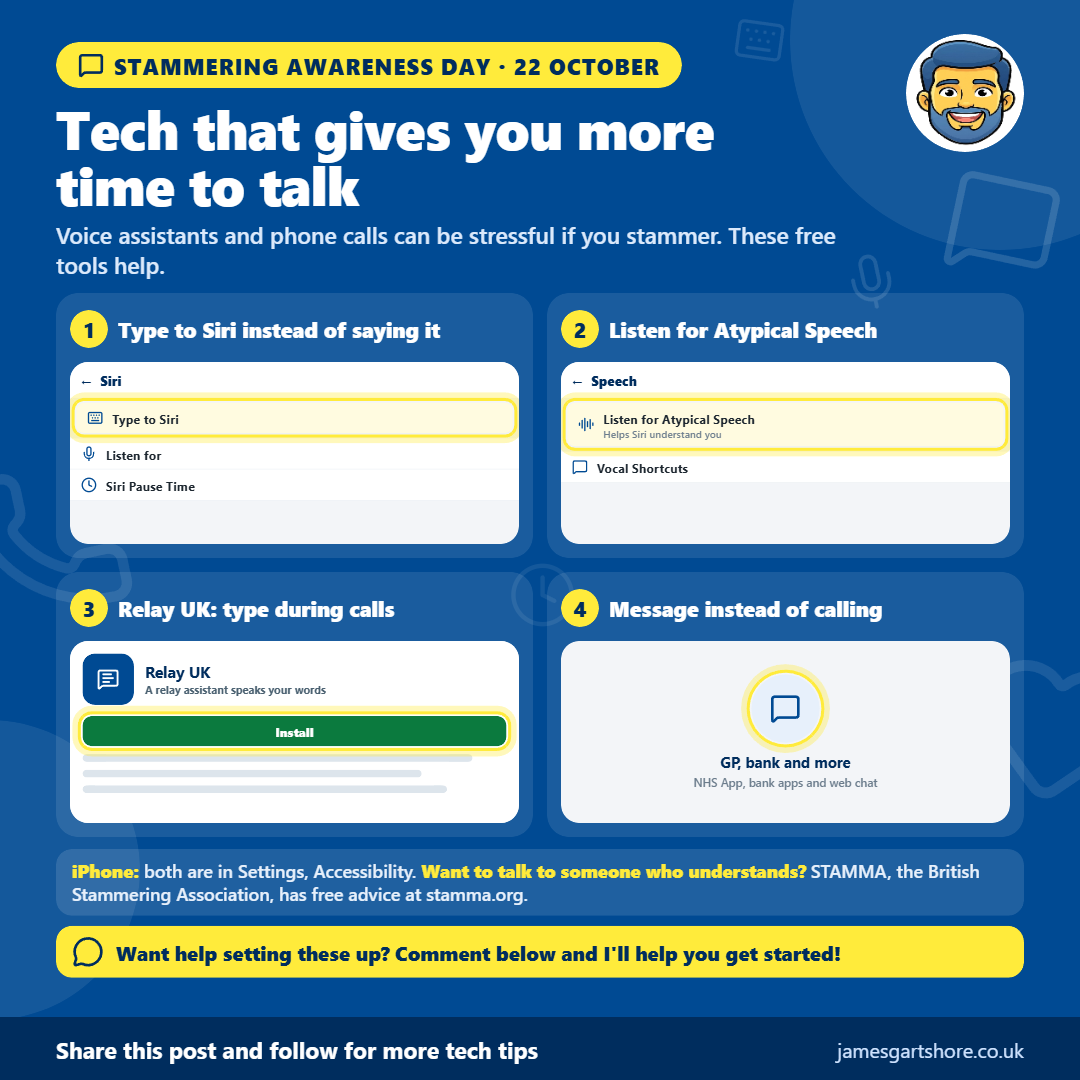 STAMMERING AWARENESS DAY · 22 OCTOBER
Tech that gives you more
time to talk
Voice assistants and phone calls can be stressful if you stammer. These free
tools help.
1 Type to Siri instead of saying it
← Siri
Type to Siri
Listen for
Siri Pause Time
2 Listen for Atypical Speech
← Speech
Listen for Atypical Speech
Helps Siri understand you
Vocal Shortcuts
3 Relay UK: type during calls
Relay UK
A relay assistant speaks your words
Install
4 Message instead of calling
GP, bank and more
NHS App, bank apps and web chat
iPhone: both are in Settings, Accessibility. Want to talk to someone who understands? STAMMA, the British
Stammering Association, has free advice at stamma.org.
Want help setting these up? Comment below and I'll help you get started!
Share this post and follow for more tech tips
jamesgartshore.co.uk